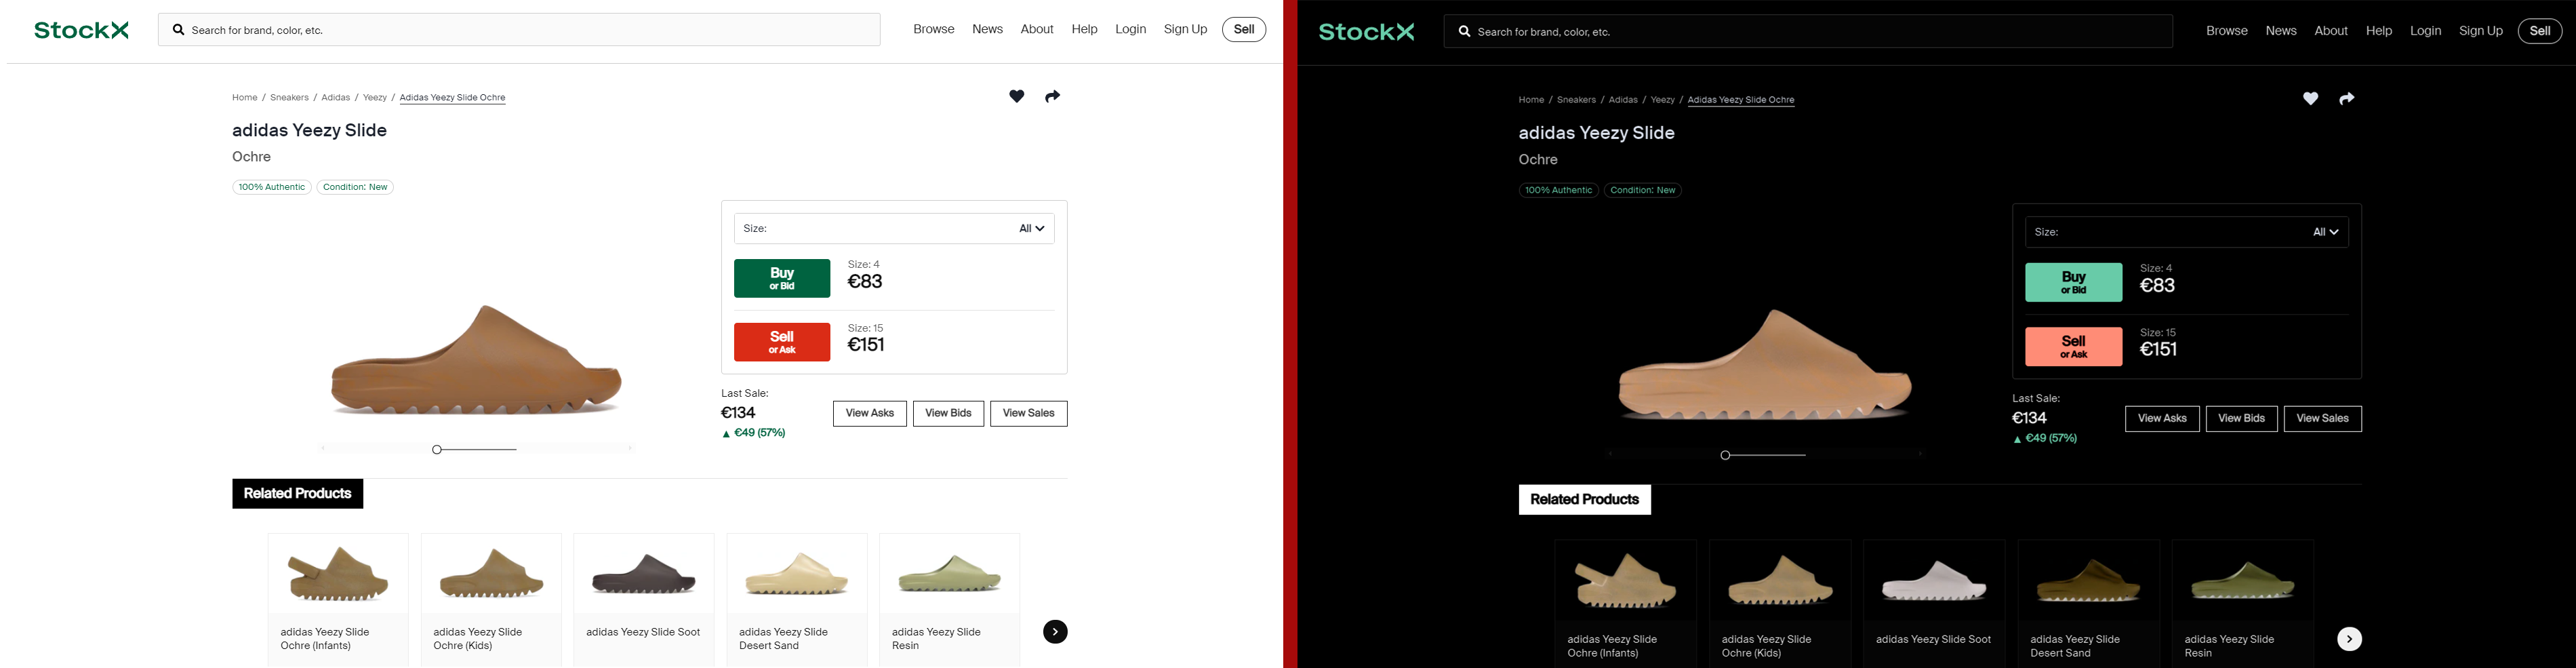 StockX
Search for brand, color, etc.
Browse News About Help Login Sign Up Sell
Home / Sneakers / Adidas / Yeezy / Adidas Yeezy Slide Ochre
adidas Yeezy Slide
Ochre
100% Authentic Condition: New
Size: All
Buy
or Bid
Size: 4
€83
Sell
or Ask
Size: 15
€151
Last Sale:
€134
▲ €49 (57%)
View Asks View Bids View Sales
Related Products
adidas Yeezy Slide
Ochre (Infants)
adidas Yeezy Slide
Ochre (Kids)
adidas Yeezy Slide Soot
adidas Yeezy Slide
Desert Sand
adidas Yeezy Slide
Resin
StockX
Search for brand, color, etc.
Browse News About Help Login Sign Up Sell
Home / Sneakers / Adidas / Yeezy / Adidas Yeezy Slide Ochre
adidas Yeezy Slide
Ochre
100% Authentic Condition: New
Size: All
Buy
or Bid
Size: 4
€83
Sell
or Ask
Size: 15
€151
Last Sale:
€134
▲ €49 (57%)
View Asks View Bids View Sales
Related Products
adidas Yeezy Slide
Ochre (Infants)
adidas Yeezy Slide
Ochre (Kids)
adidas Yeezy Slide Soot
adidas Yeezy Slide
Desert Sand
adidas Yeezy Slide
Resin